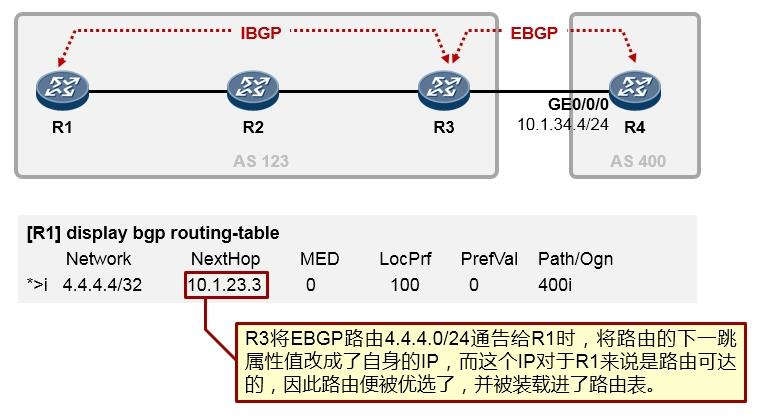 IBGP
EBGP
GE0/0/0
10.1.34.4/24
R1
R2
R3
R4
AS 123
AS 400
[R1] display bgp routing-table
Network NextHop MED LocPrf PrefVal Path/Ogn
*>i 4.4.4.4/32 10.1.23.3 0 100 0 400i
R3将EBGP路由4.4.4.0/24通告给R1时，将路由的下一跳
属性值改成了自身的IP，而这个IP对于R1来说是路由可达
的，因此路由便被优选了，并被装载进了路由表。